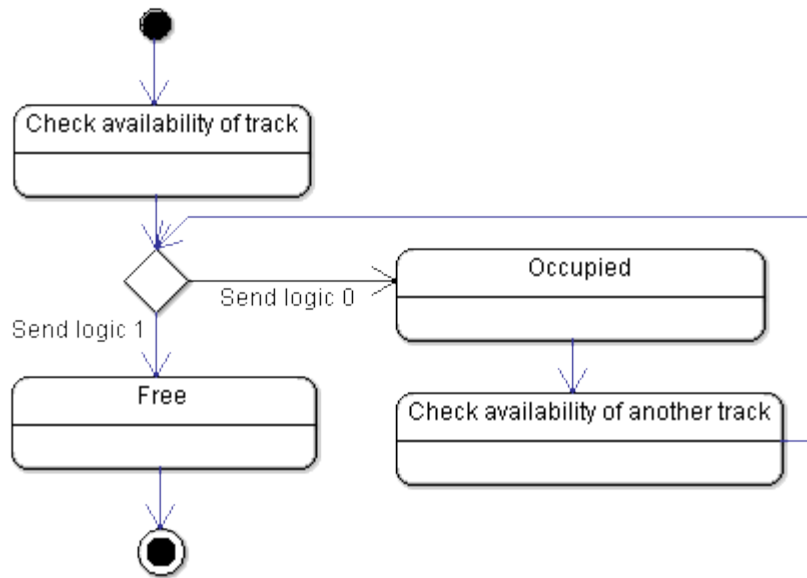 Check availability of track
Occupied
Send logic 0
Send logic 1
Free
Check availability of another track